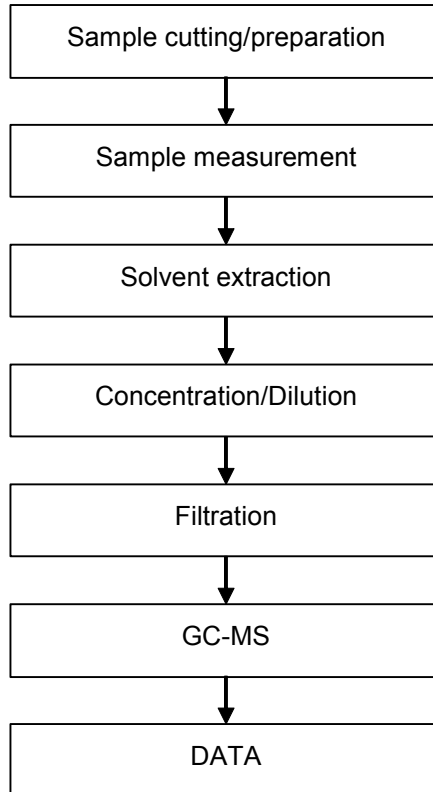 Sample cutting/preparation
Sample measurement
Solvent extraction
Concentration/Dilution
Filtration
GC-MS
DATA